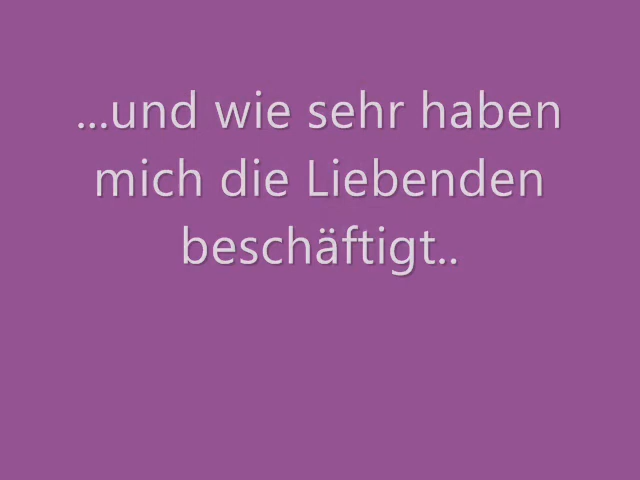 ...und wie sehr haben
mich die Liebenden
beschäftigt..